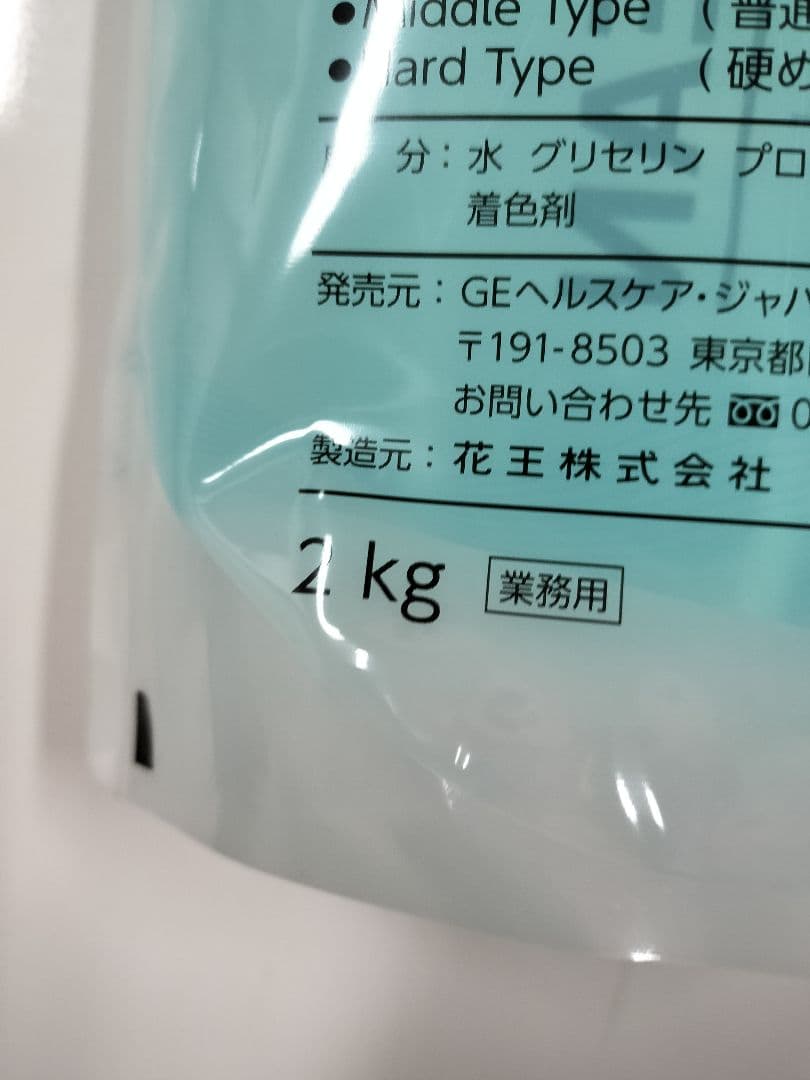 ●Middle Type (普通
●Hard Type (硬め
分：水 グリセリン プロ
着色剤
発売元：GEヘルスケア・ジャパ
〒191-8503 東京都
お問い合わせ先 0
製造元：花王株式会社
2 kg 業務用